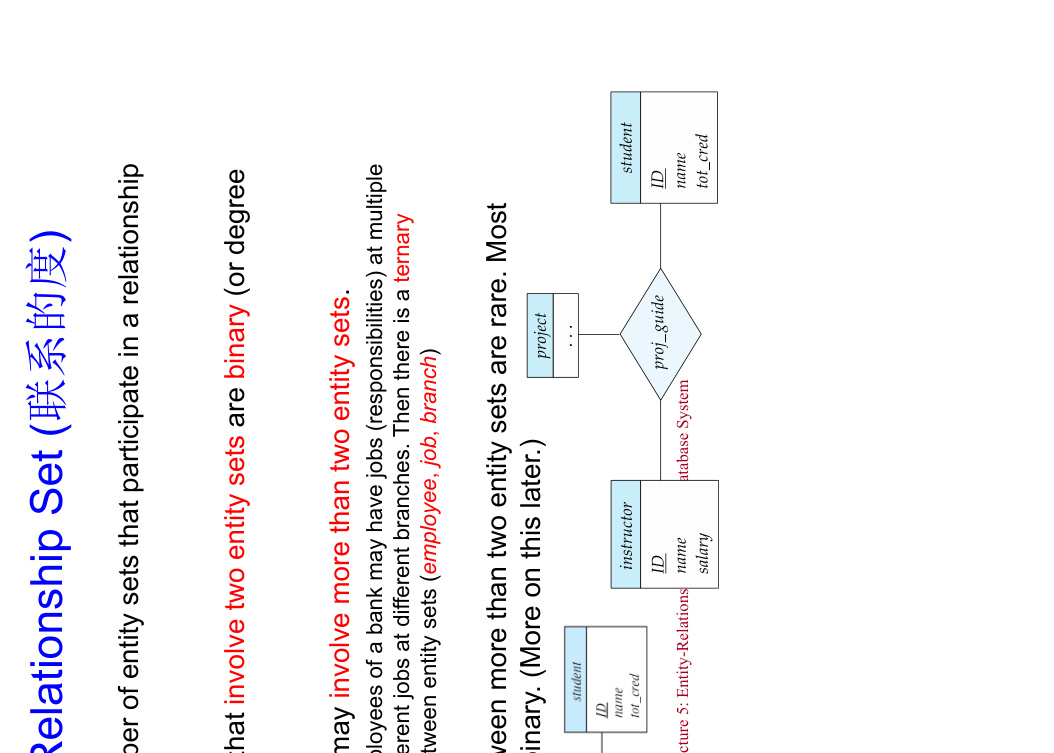 Relationship Set (联系的度)
ber of entity sets that participate in a relationship
that involve two entity sets are binary (or degree
may involve more than two entity sets.
ployees of a bank may have jobs (responsibilities) at multiple
erent jobs at different branches. Then there is a ternary
tween entity sets (employee, job, branch)
ween more than two entity sets are rare. Most
binary. (More on this later.)
project
. . .
student
ID
name
tot_cred
instructor
ID
name
salary
proj_guide
student
ID
name
tot_cred
cture 5: Entity-Relations
atabase System